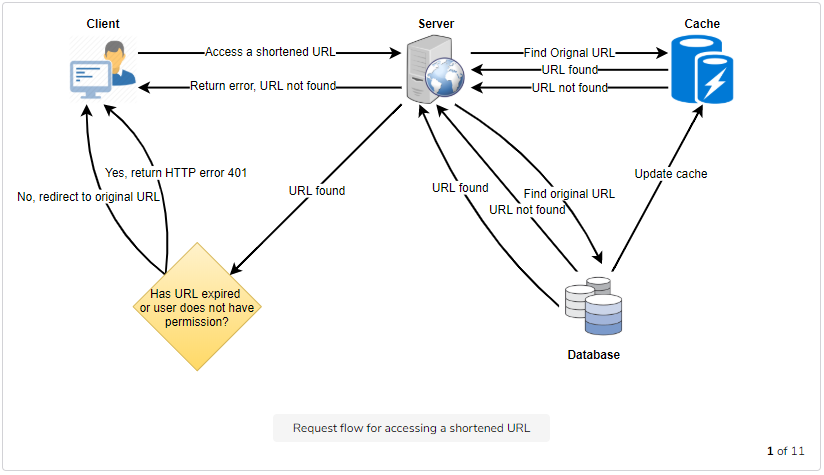 Client
Server
Cache
Access a shortened URL
Find Orignal URL
URL found
Return error, URL not found
URL not found
Yes, return HTTP error 401
Update cache
No, redirect to original URL
URL found
URL found
Find original URL
URL not found
Has URL expired
or user does not have
permission?
Database
Request flow for accessing a shortened URL
1 of 11